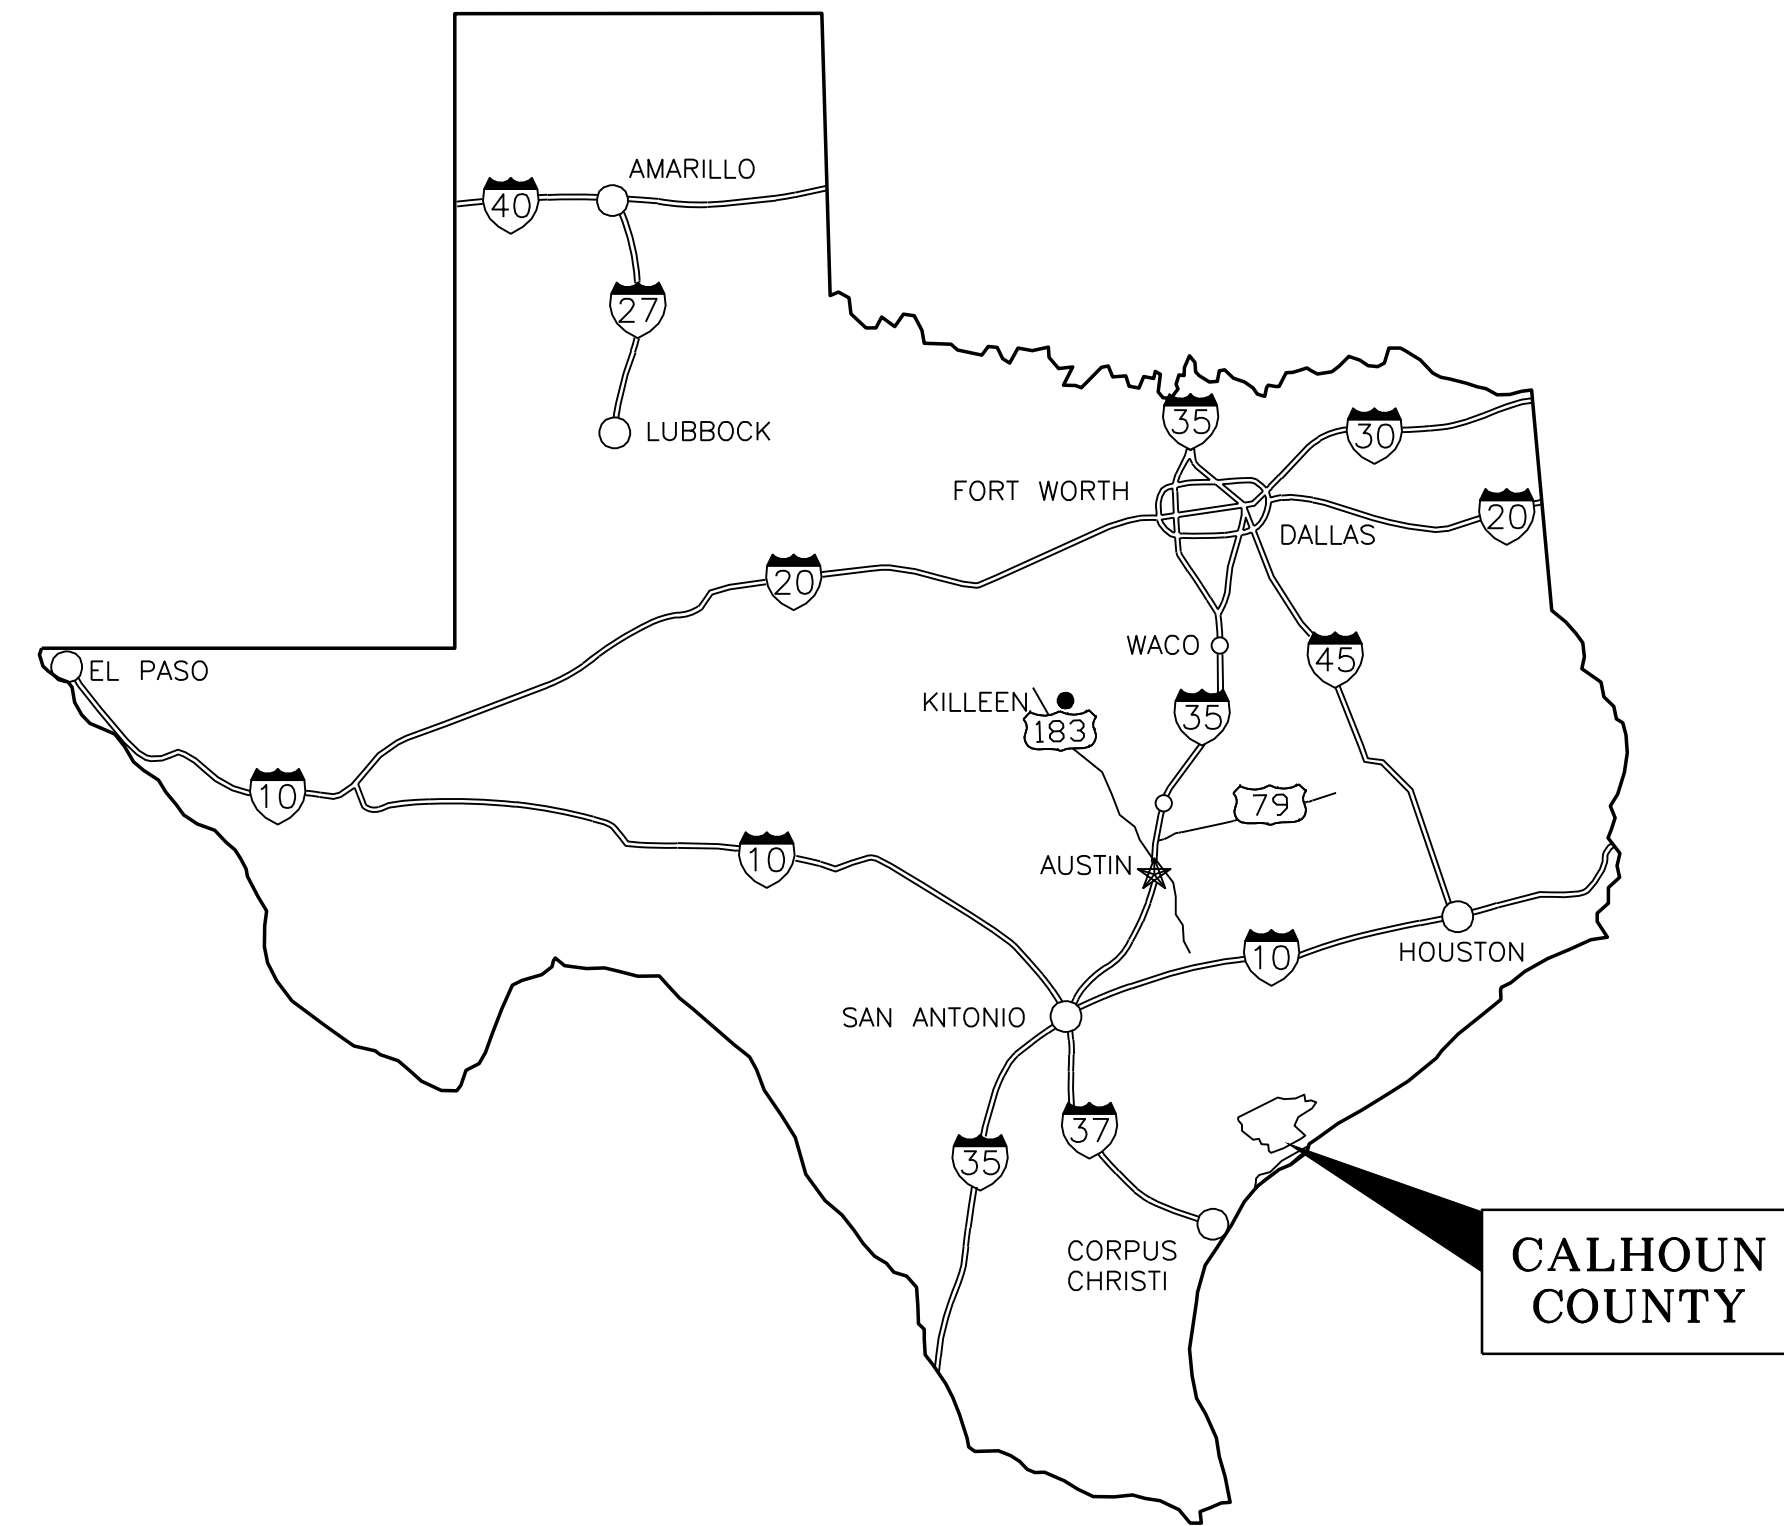 AMARILLO
40
27
LUBBOCK
35
30
FORT WORTH
20
DALLAS
20
WACO
45
EL PASO
KILLEEN
35
183
10
79
10
AUSTIN
10
HOUSTON
SAN ANTONIO
37
35
CORPUS
CHRISTI
CALHOUN
COUNTY